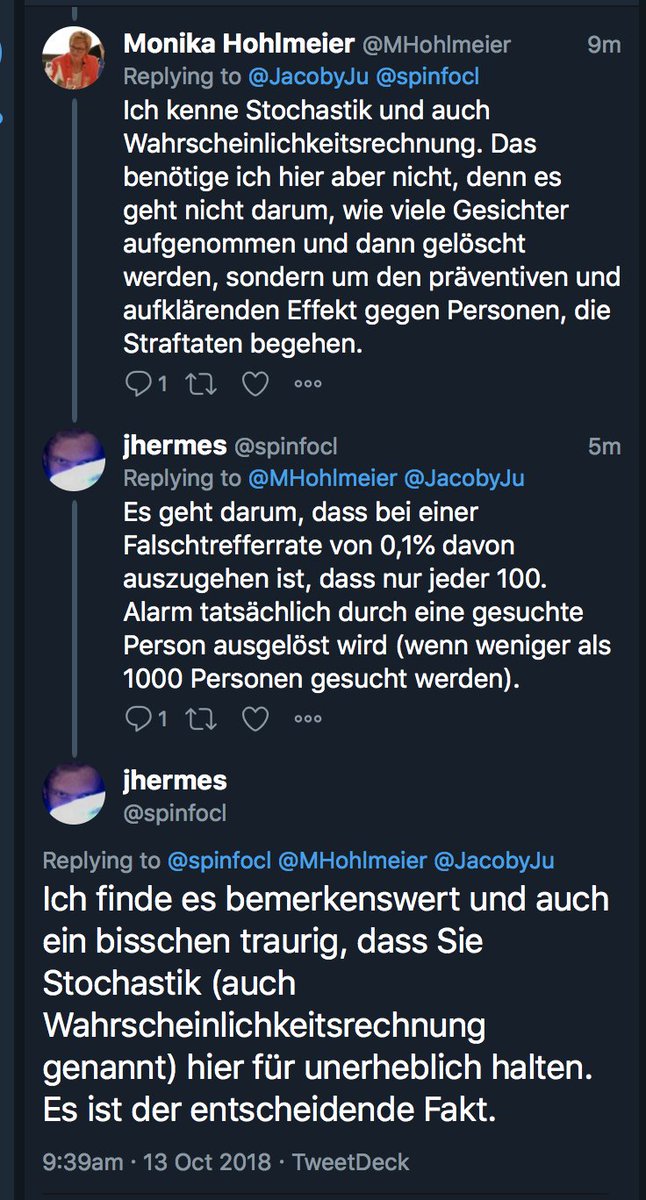 Monika Hohlmeier @MHohlmeier 9m
Replying to @JacobyJu @spinfocl
Ich kenne Stochastik und auch
Wahrscheinlichkeitsrechnung. Das
benötige ich hier aber nicht, denn es
geht nicht darum, wie viele Gesichter
aufgenommen und dann gelöscht
werden, sondern um den präventiven und
aufklärenden Effekt gegen Personen, die
Straftaten begehen.
1
jhermes @spinfocl 5m
Replying to @MHohlmeier @JacobyJu
Es geht darum, dass bei einer
Falschtrefferrate von 0,1% davon
auszugehen ist, dass nur jeder 100.
Alarm tatsächlich durch eine gesuchte
Person ausgelöst wird (wenn weniger als
1000 Personen gesucht werden).
1
jhermes
@spinfocl
Replying to @spinfocl @MHohlmeier @JacobyJu
Ich finde es bemerkenswert und auch
ein bisschen traurig, dass Sie
Stochastik (auch
Wahrscheinlichkeitsrechnung
genannt) hier für unerheblich halten.
Es ist der entscheidende Fakt.
9:39am · 13 Oct 2018 · TweetDeck